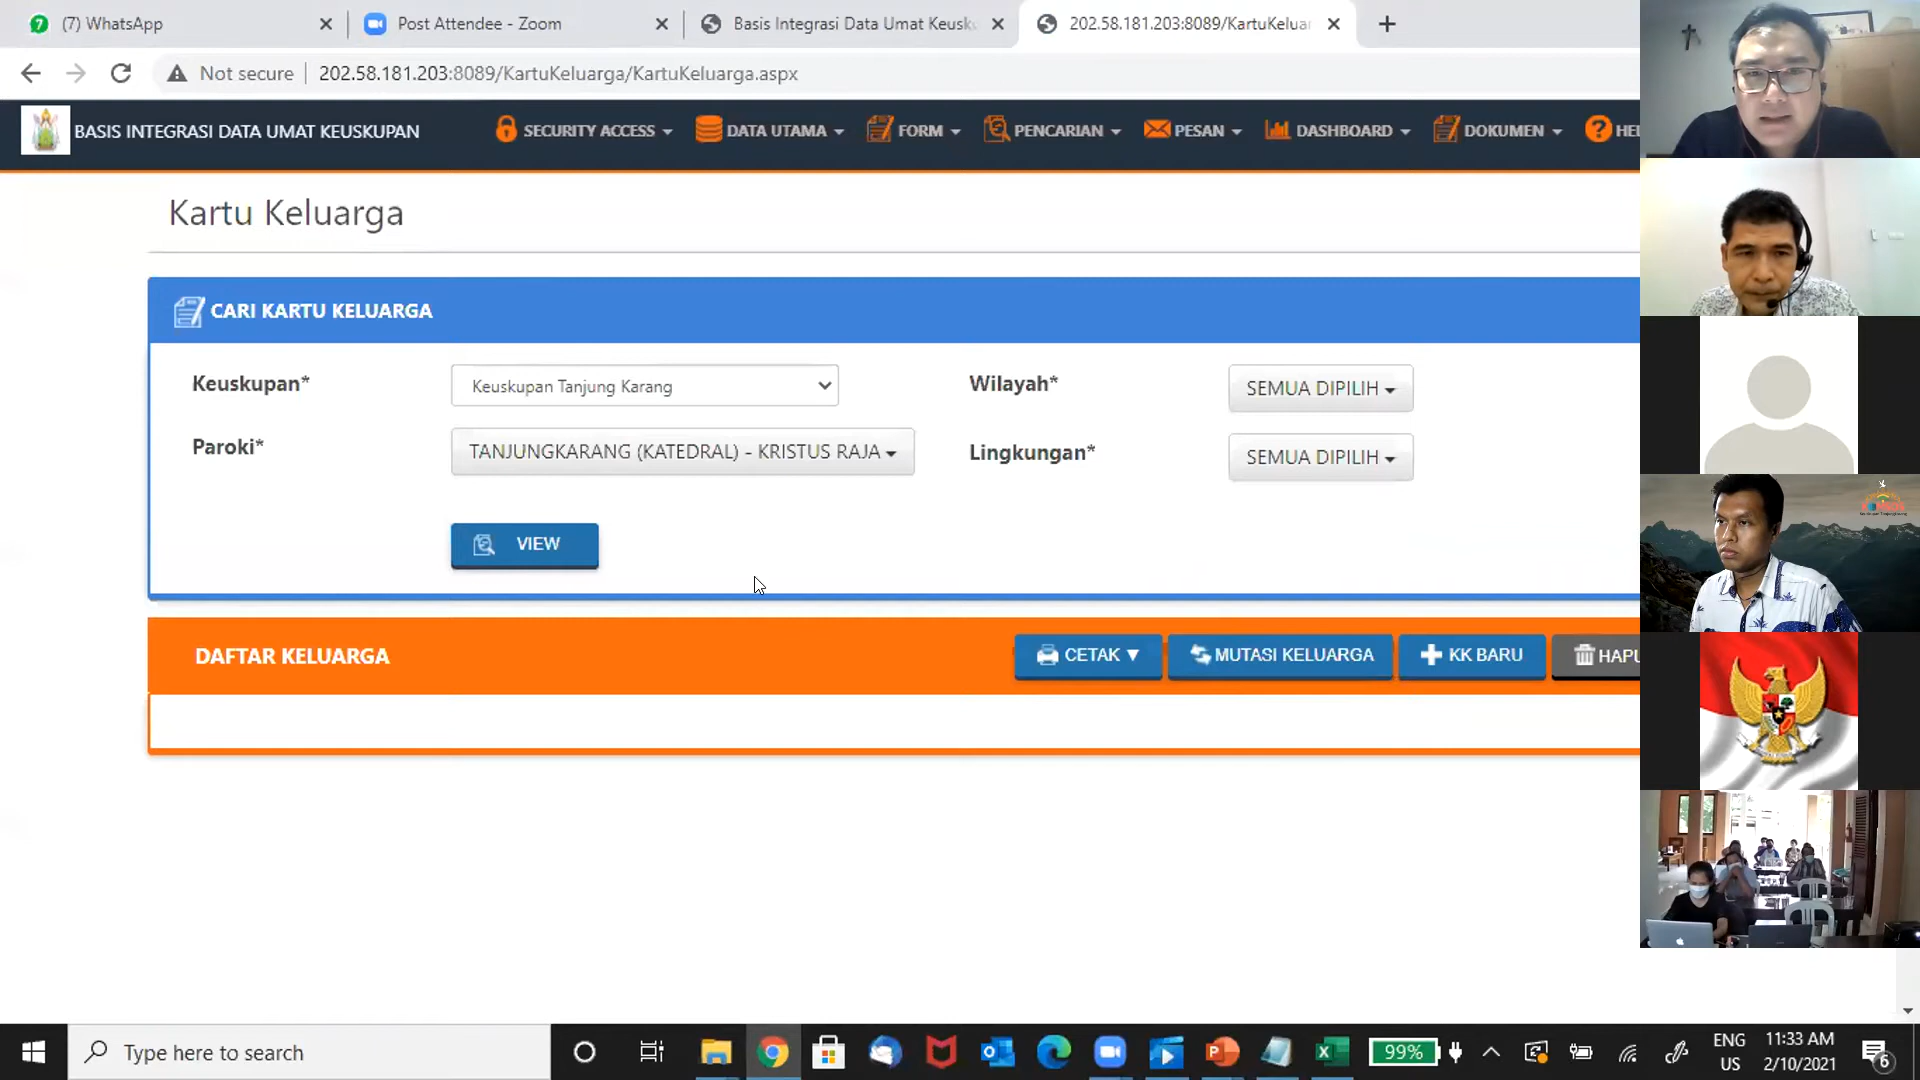 (7) WhatsApp
Post Attendee - Zoom
Basis Integrasi Data Umat Keusk
202.58.181.203:8089/KartuKeluar
Not secure
202.58.181.203:8089/KartuKeluarga/KartuKeluarga.aspx
BASIS INTEGRASI DATA UMAT KEUSKUPAN
SECURITY ACCESS
DATA UTAMA
FORM
PENCARIAN
PESAN
DASHBOARD
DOKUMEN
HEL
Kartu Keluarga
CARI KARTU KELUARGA
Keuskupan*
Keuskupan Tanjung Karang
Wilayah*
SEMUA DIPILIH
Paroki*
TANJUNGKARANG (KATEDRAL) - KRISTUS RAJA
Lingkungan*
SEMUA DIPILIH
VIEW
DAFTAR KELUARGA
CETAK ▼
MUTASI KELUARGA
KK BARU
HAPU
Type here to search
99%
ENG
US
11:33 AM
2/10/2021
6